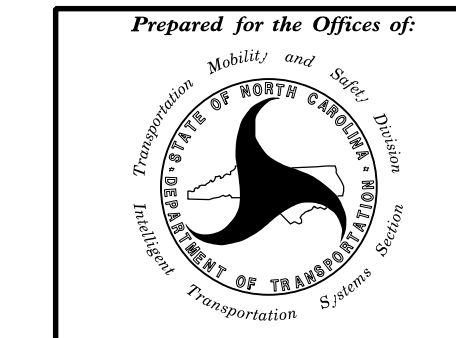 Prepared for the Offices of:
Transportation Mobility and Safety Division
STATE OF NORTH CAROLINA
DEPARTMENT OF TRANSPORTATION
Intelligent Transportation Systems Section